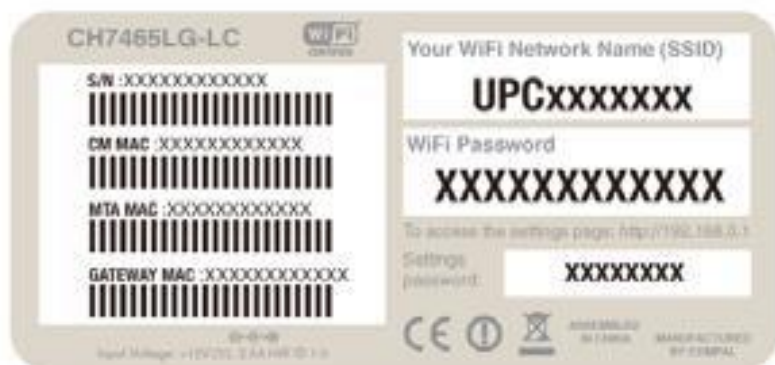 CH7465LG-LC
WiFi
S/N :XXXXXXXXXXXX
CM MAC :XXXXXXXXXXXX
MTA MAC :XXXXXXXXXXXX
GATEWAY MAC :XXXXXXXXXXXX
Your WiFi Network Name (SSID)
UPCxxxxxxx
WiFi Password
XXXXXXXXXXXX
To access the settings page: http://192.168.0.1
Settings
password:
XXXXXXXX
CE
ASSEMBLED
IN CHINA
MANUFACTURED
BY COMPAL